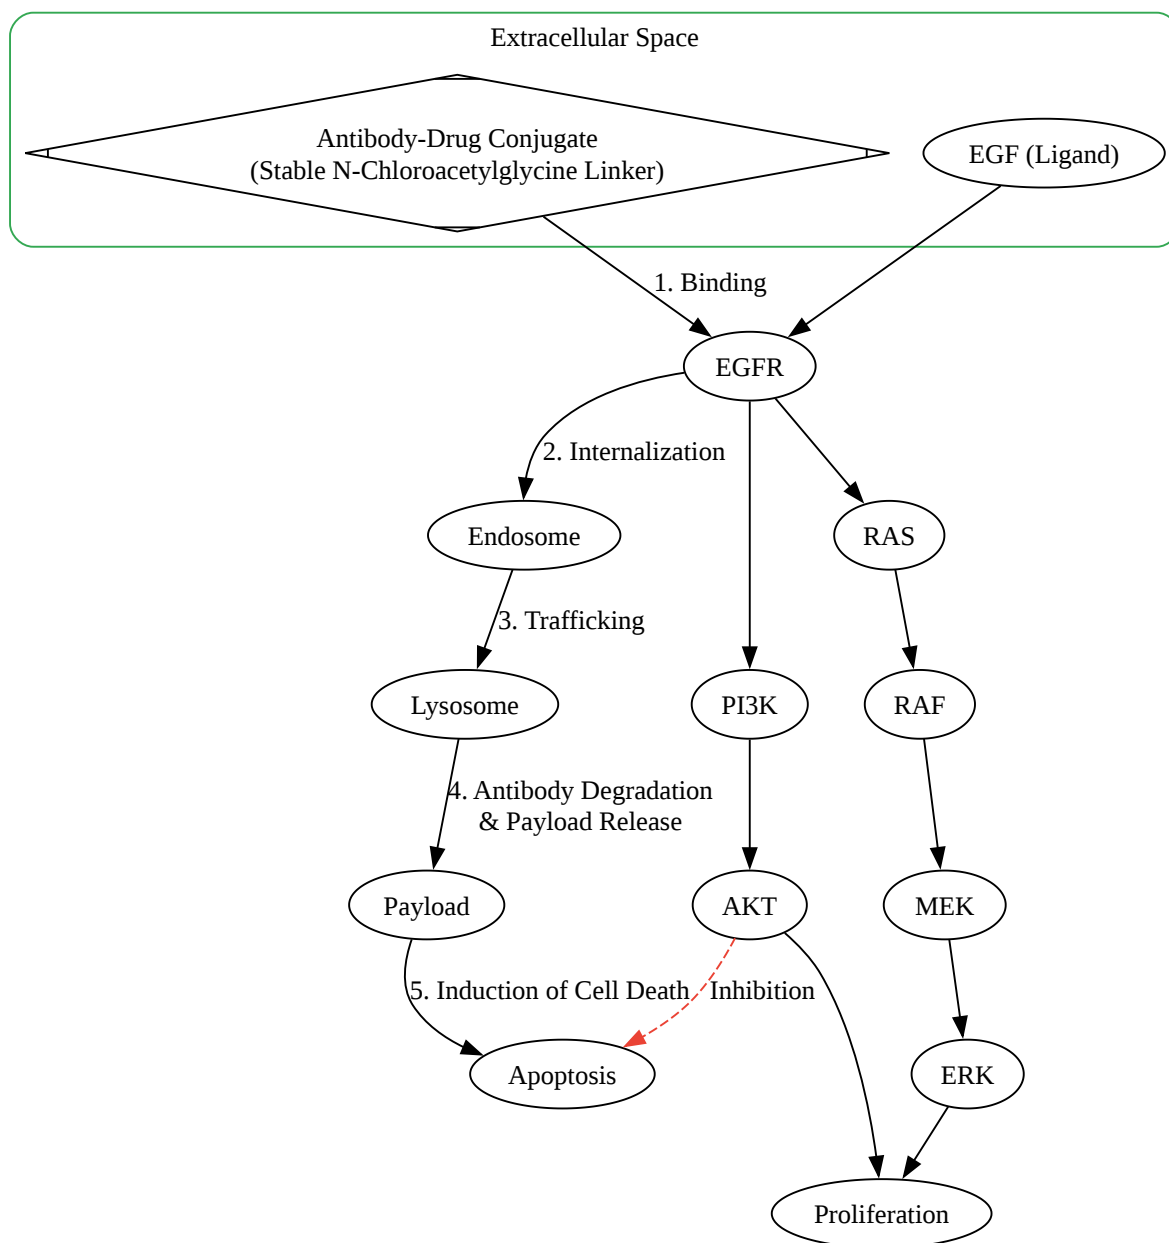 Extracellular Space
Antibody-Drug Conjugate
(Stable N-Chloroacetylglycine Linker)
EGF (Ligand)
1. Binding
EGFR
2. Internalization
Endosome
RAS
3. Trafficking
Lysosome
PI3K
RAF
4. Antibody Degradation
& Payload Release
Payload
AKT
MEK
5. Induction of Cell Death
Inhibition
Apoptosis
ERK
Proliferation